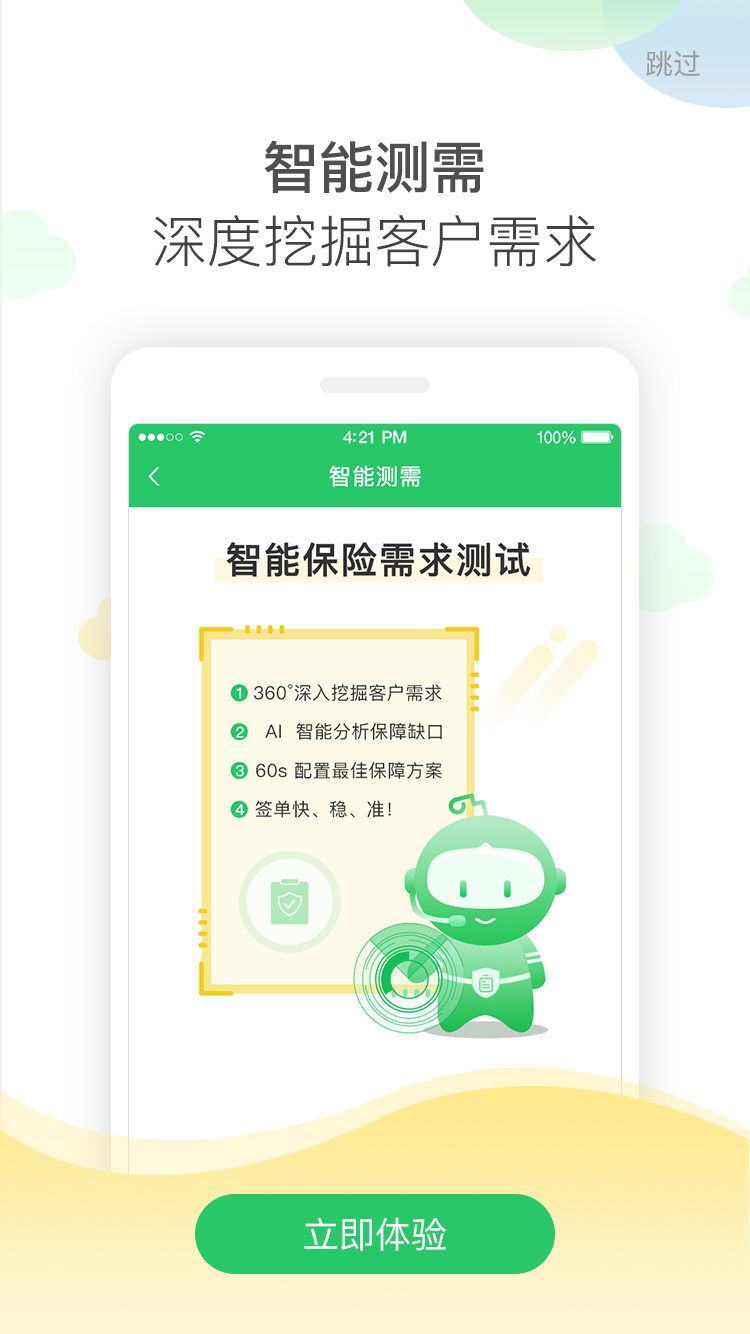 跳过
智能测需
深度挖掘客户需求
4:21 PM 100%
智能测需
智能保险需求测试
1 360°深入挖掘客户需求
2 AI 智能分析保障缺口
3 60s 配置最佳保障方案
4 签单快、稳、准！
立即体验